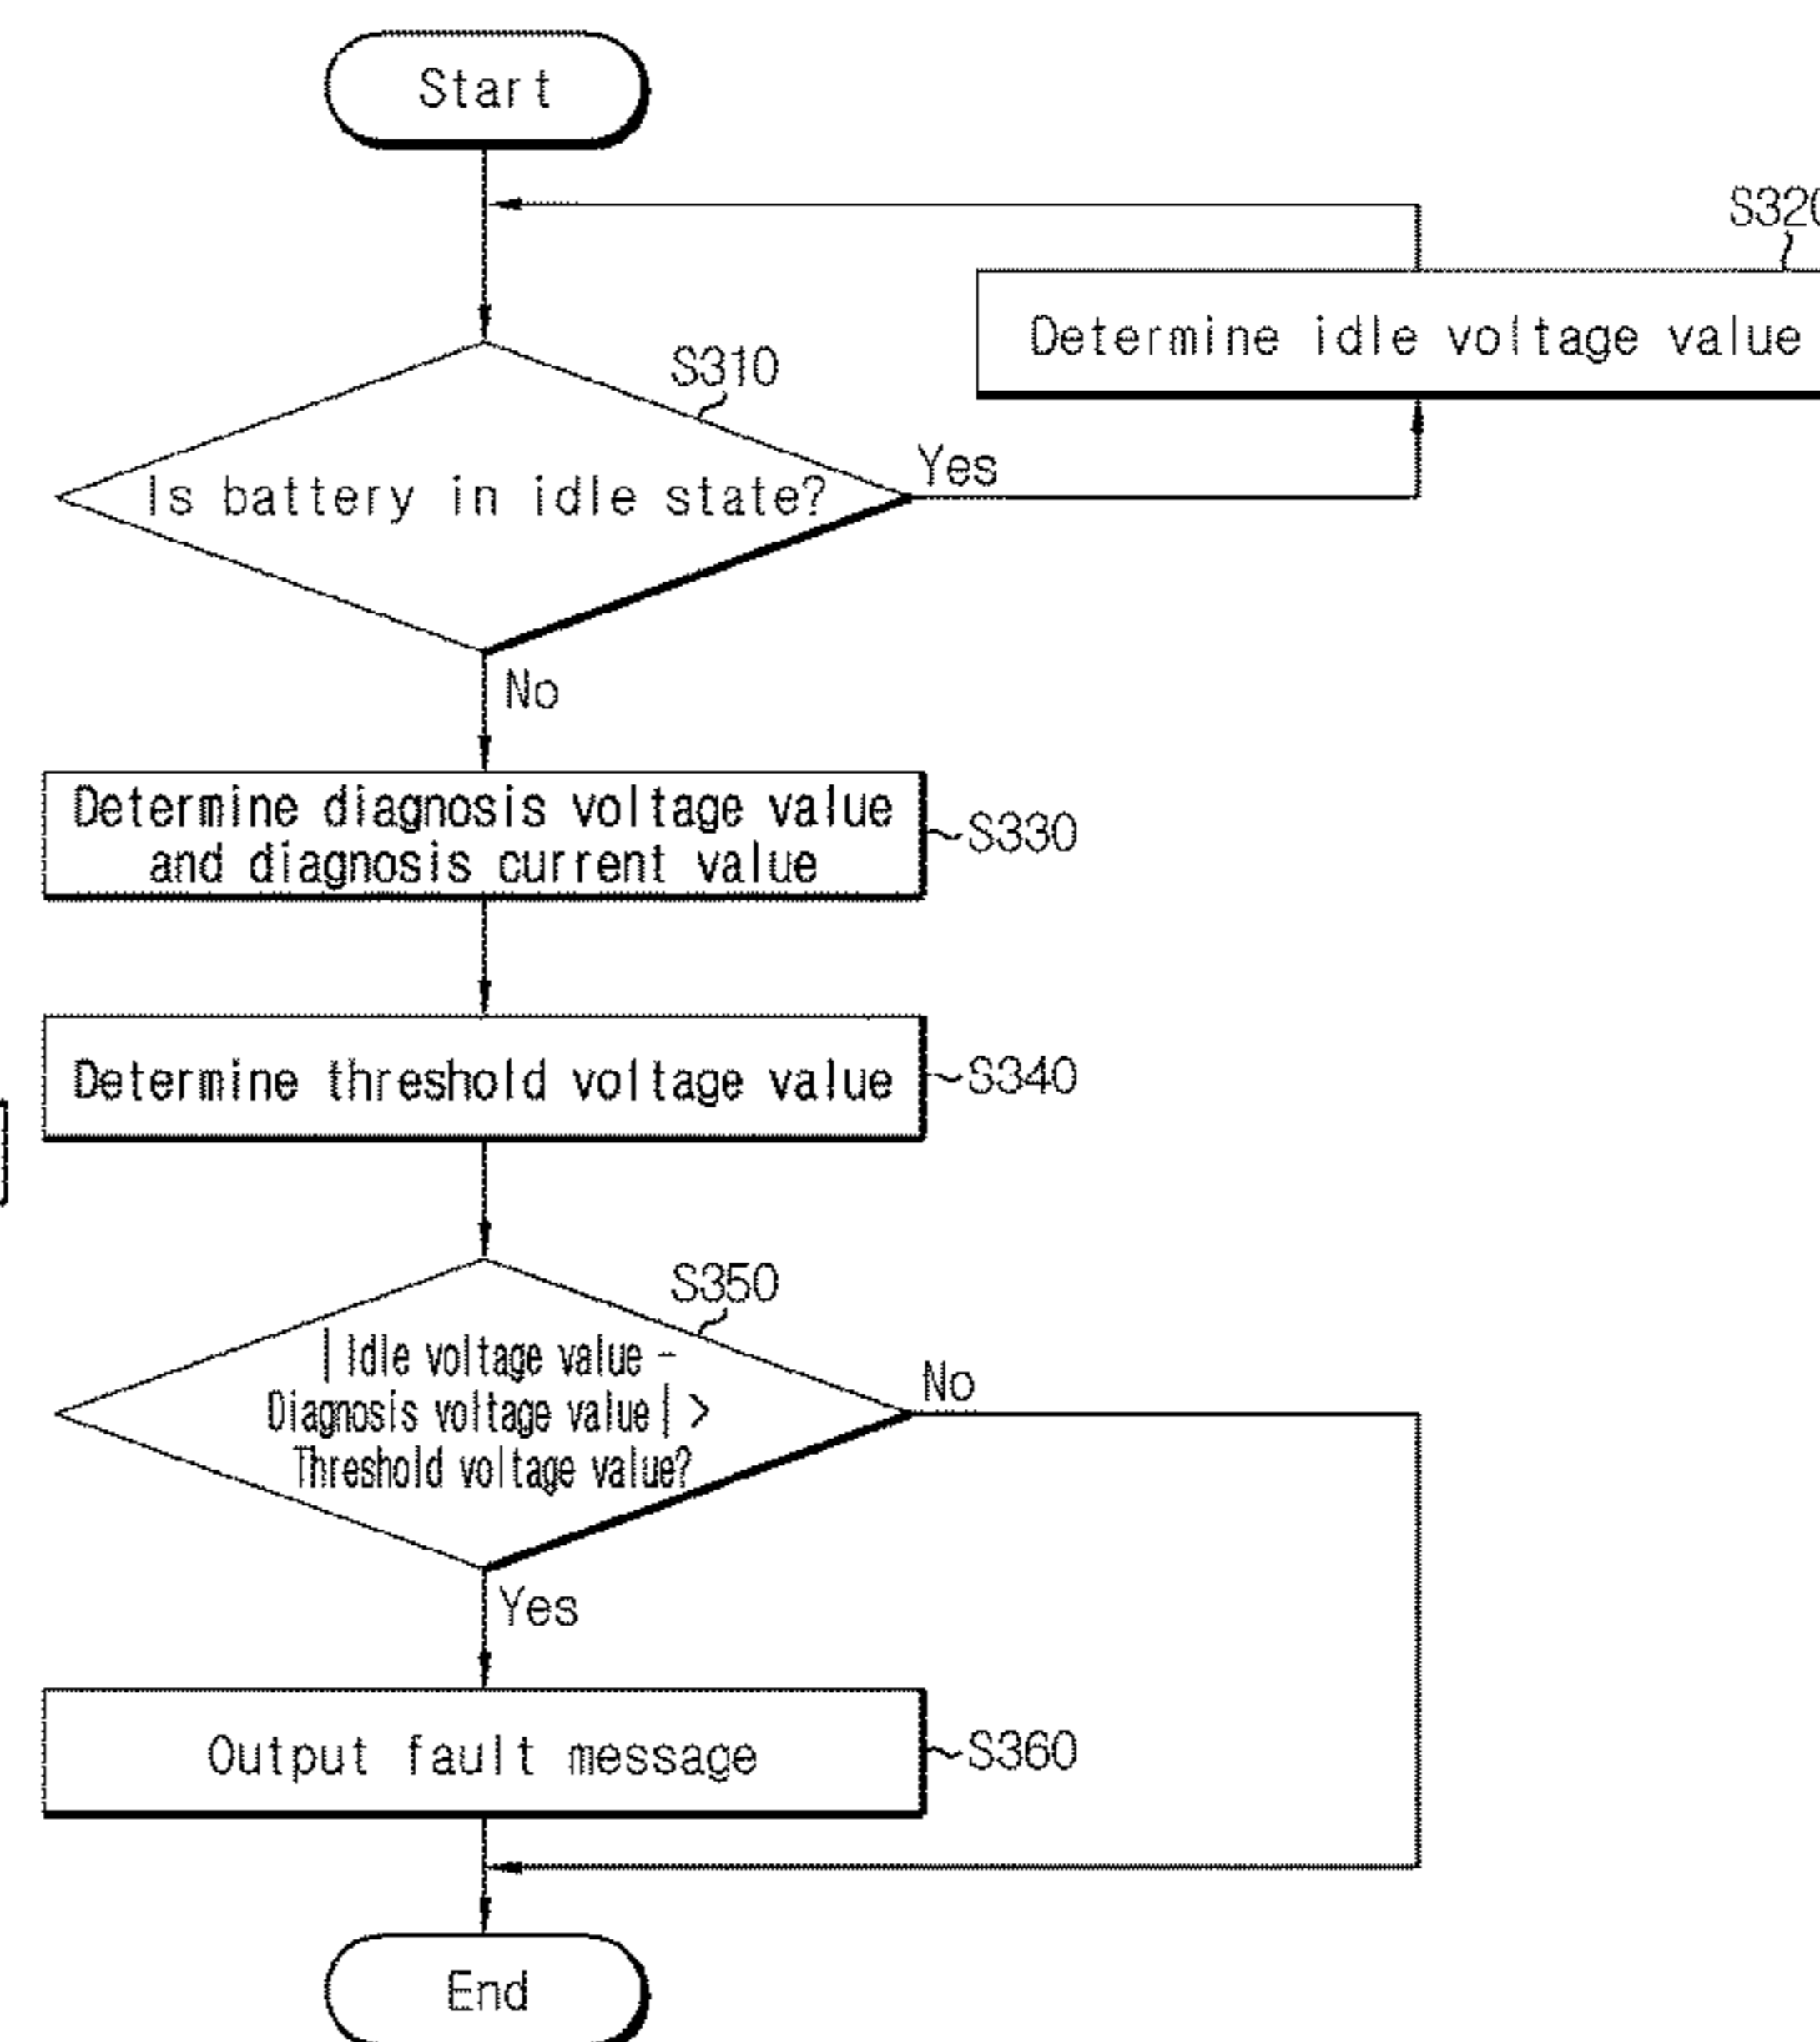 Start
S320
Determine idle voltage value
S310
Is battery in idle state?
Yes
No
Determine diagnosis voltage value
and diagnosis current value
S330
Determine threshold voltage value
S340
S350
| Idle voltage value -
Diagnosis voltage value | >
Threshold voltage value?
No
Yes
Output fault message
S360
End